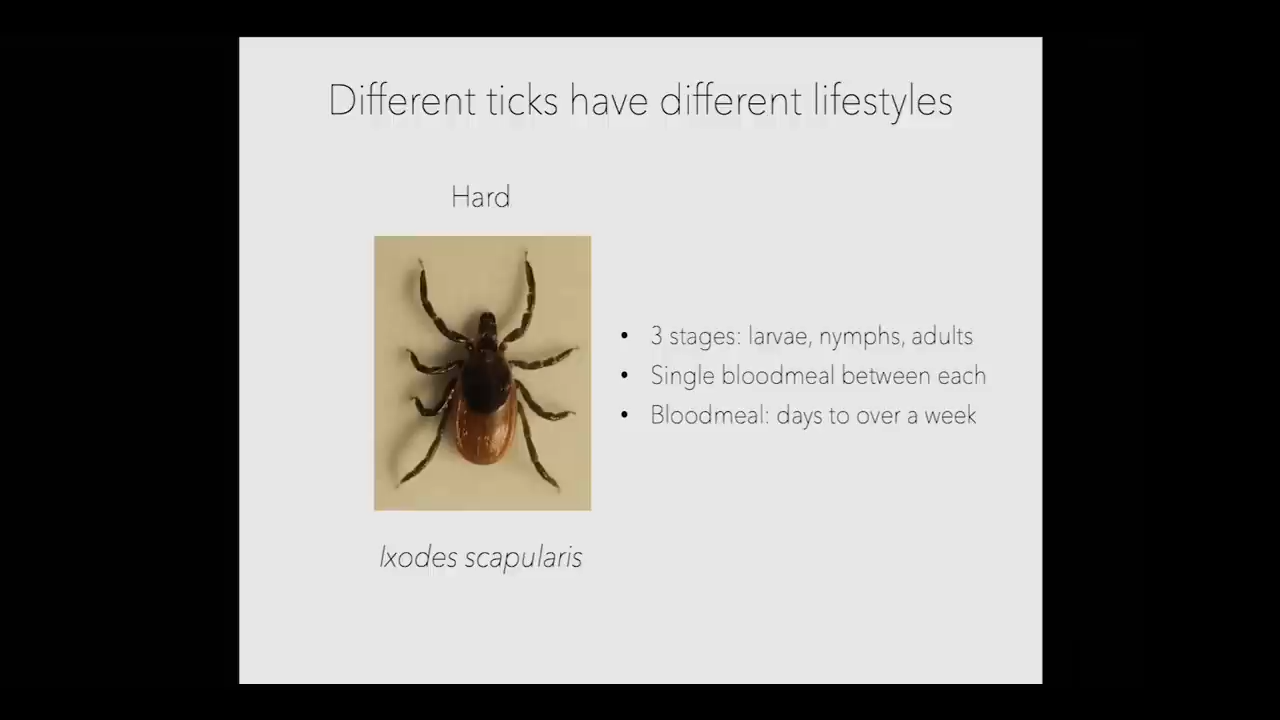 Different ticks have different lifestyles
Hard
• 3 stages: larvae, nymphs, adults
• Single bloodmeal between each
• Bloodmeal: days to over a week
Ixodes scapularis